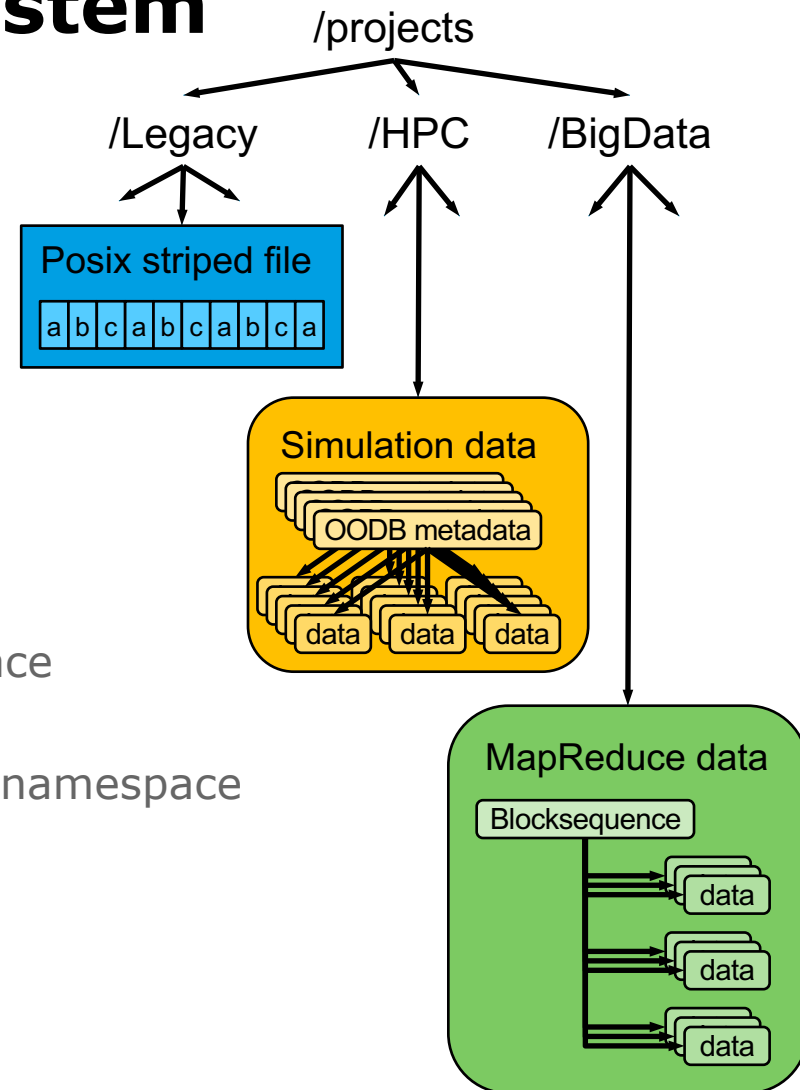 stem
/projects
/Legacy /HPC /BigData
Posix striped file
a b c a b c a b c a
Simulation data
OODB metadata
data data data
nce
namespace
MapReduce data
Blocksequence
data
data
data